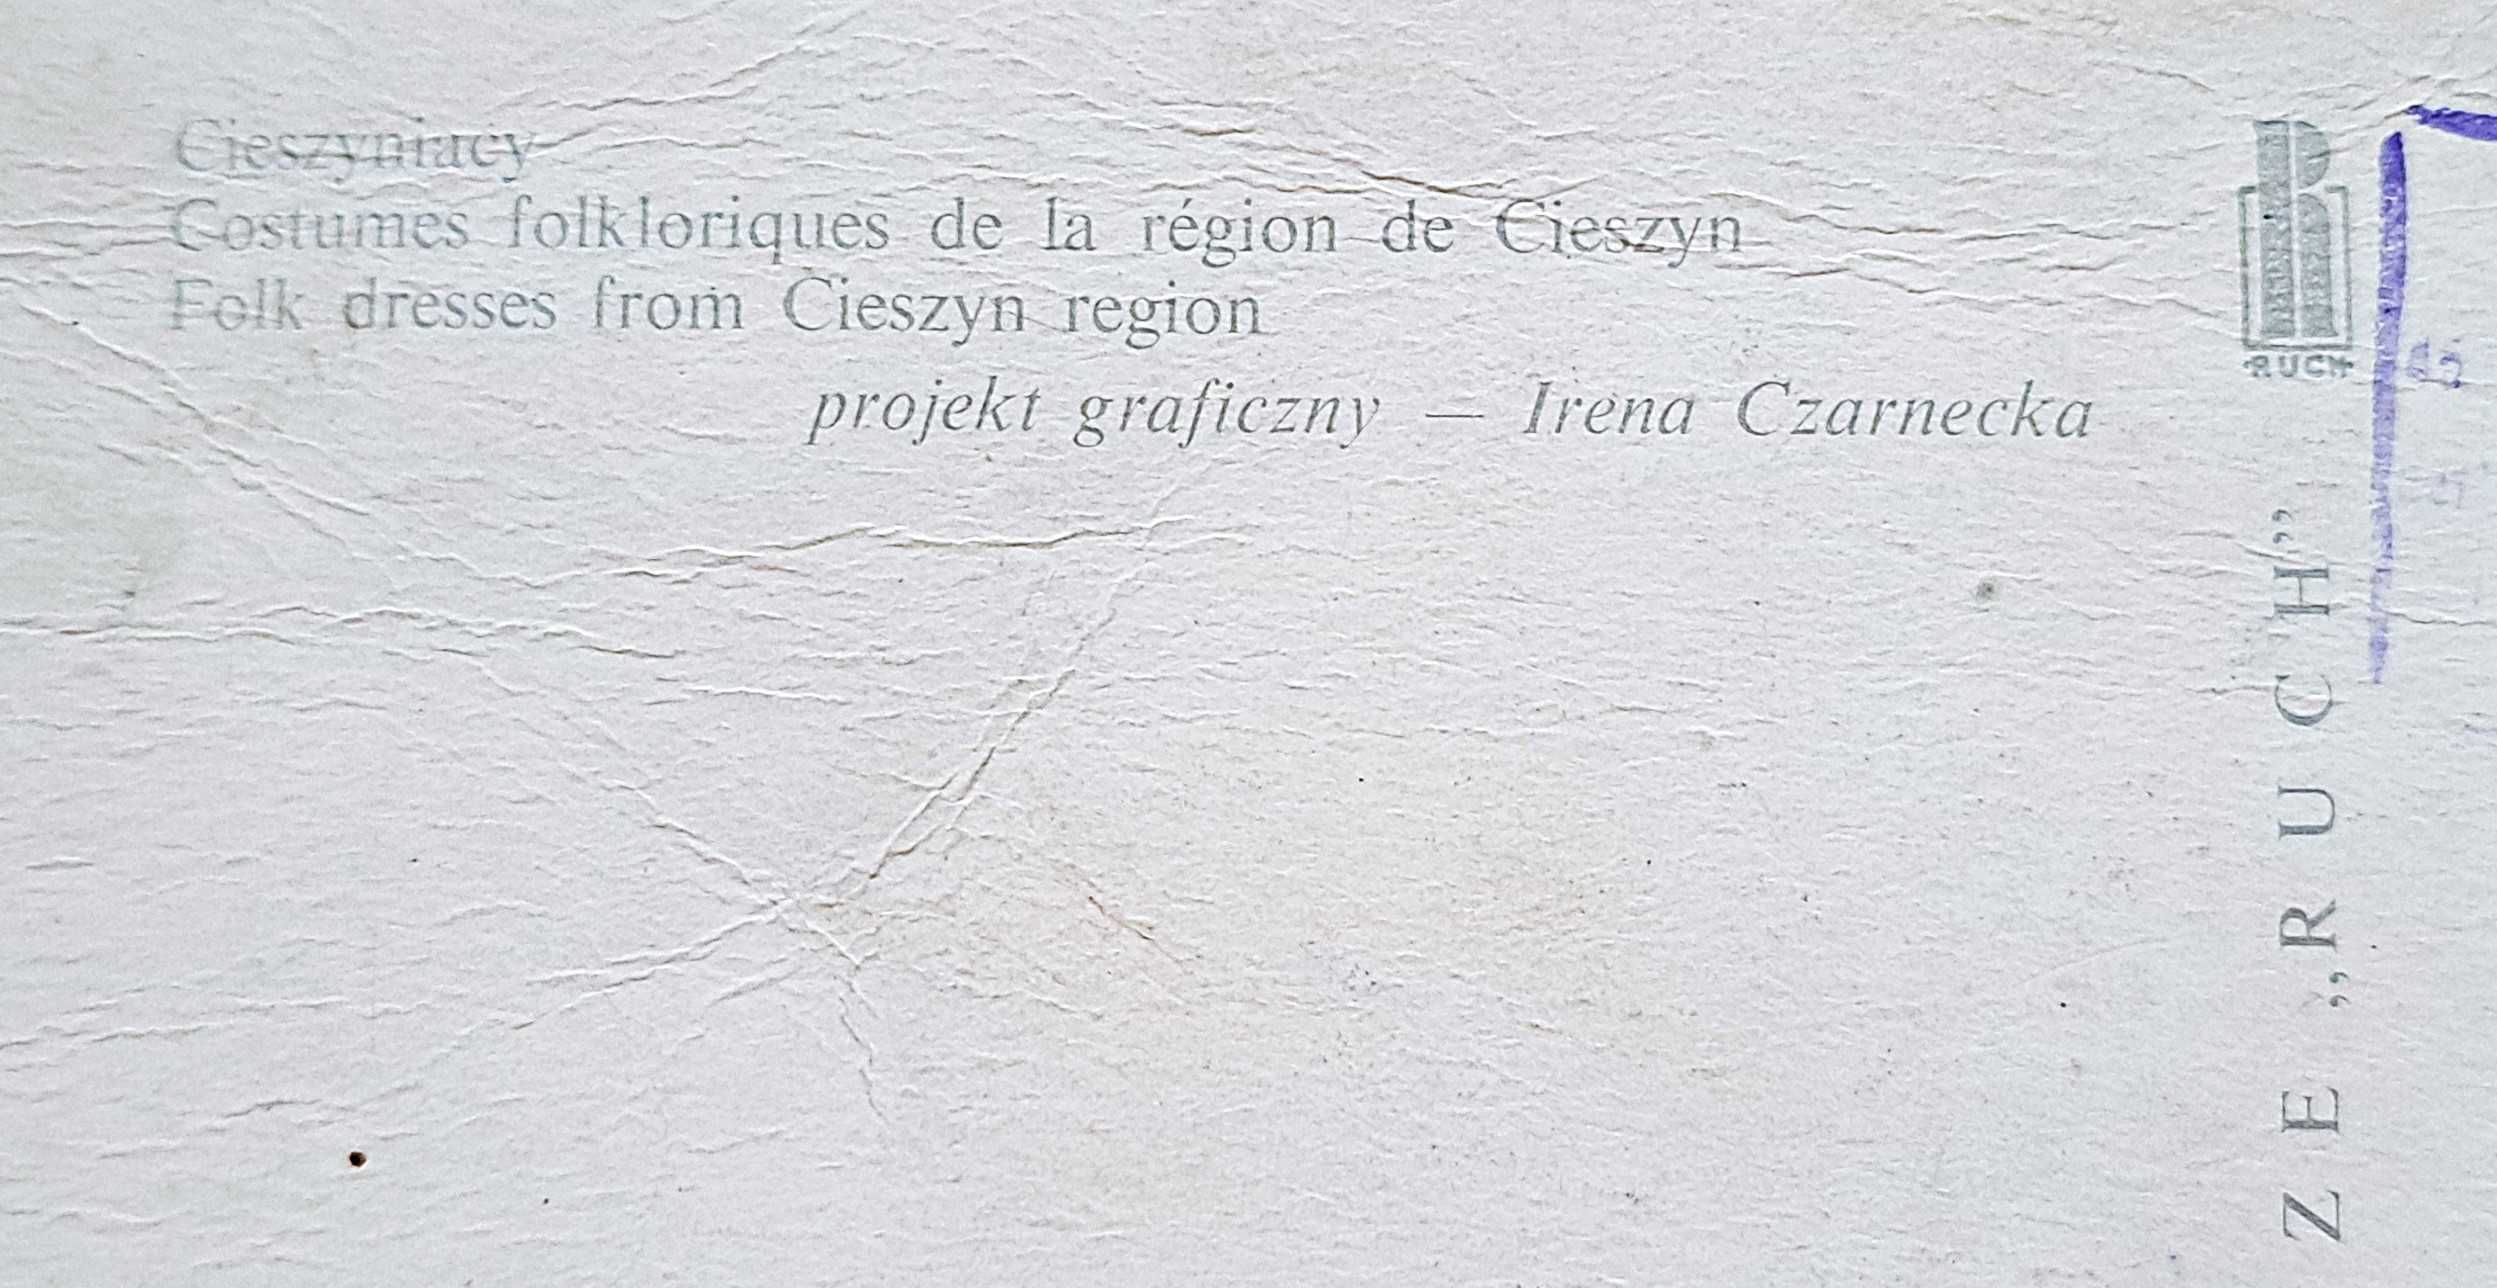 Cieszyniacy
Costumes folkloriques de la région de Cieszyn
Folk dresses from Cieszyn region
projekt graficzny — Irena Czarnecka
RUCH
ZE „RUCH”